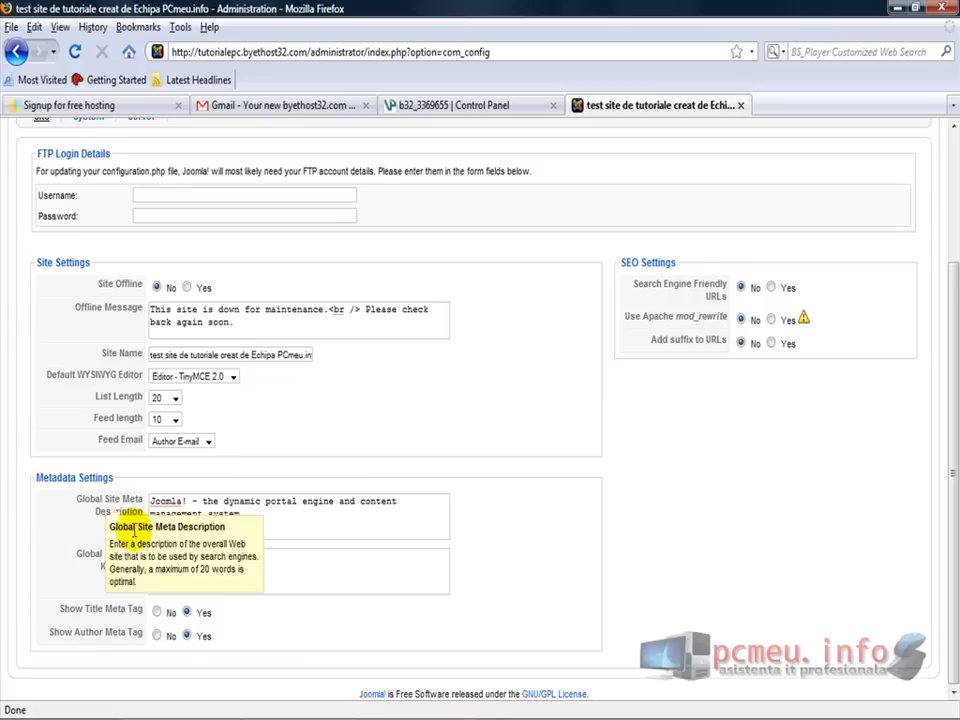 test site de tutoriale creat de Echipa PCmeu.info - Administration - Mozilla Firefox
File Edit View History Bookmarks Tools Help
http://tutorialepc.byethost32.com/administrator/index.php?option=com_config
BS_Player Customized Web Search
Most Visited Getting Started Latest Headlines
Signup for free hosting
Gmail - Your new byethost32.com ...
b32_3369655 | Control Panel
test site de tutoriale creat de Echi...
Site System Server
FTP Login Details
For updating your configuration.php file, Joomla! will most likely need your FTP account details. Please enter them in the form fields below.
Username:
Password:
Site Settings
Site Offline No Yes
Offline Message
This site is down for maintenance.<br /> Please check
back again soon.
Site Name test site de tutoriale creat de Echipa PCmeu.in
Default WYSIWYG Editor Editor - TinyMCE 2.0
List Length 20
Feed length 10
Feed Email Author E-mail
SEO Settings
Search Engine Friendly
URLs No Yes
Use Apache mod_rewrite No Yes
Add suffix to URLs No Yes
Metadata Settings
Global Site Meta
Description
Joomla! - the dynamic portal engine and content
management system
Global Site Meta Description
Enter a description of the overall Web
site that is to be used by search engines.
Generally, a maximum of 20 words is
optimal.
Global
K
Show Title Meta Tag No Yes
Show Author Meta Tag No Yes
pcmeu.info
asistenta it profesionala
Joomla! is Free Software released under the GNU/GPL License.
Done